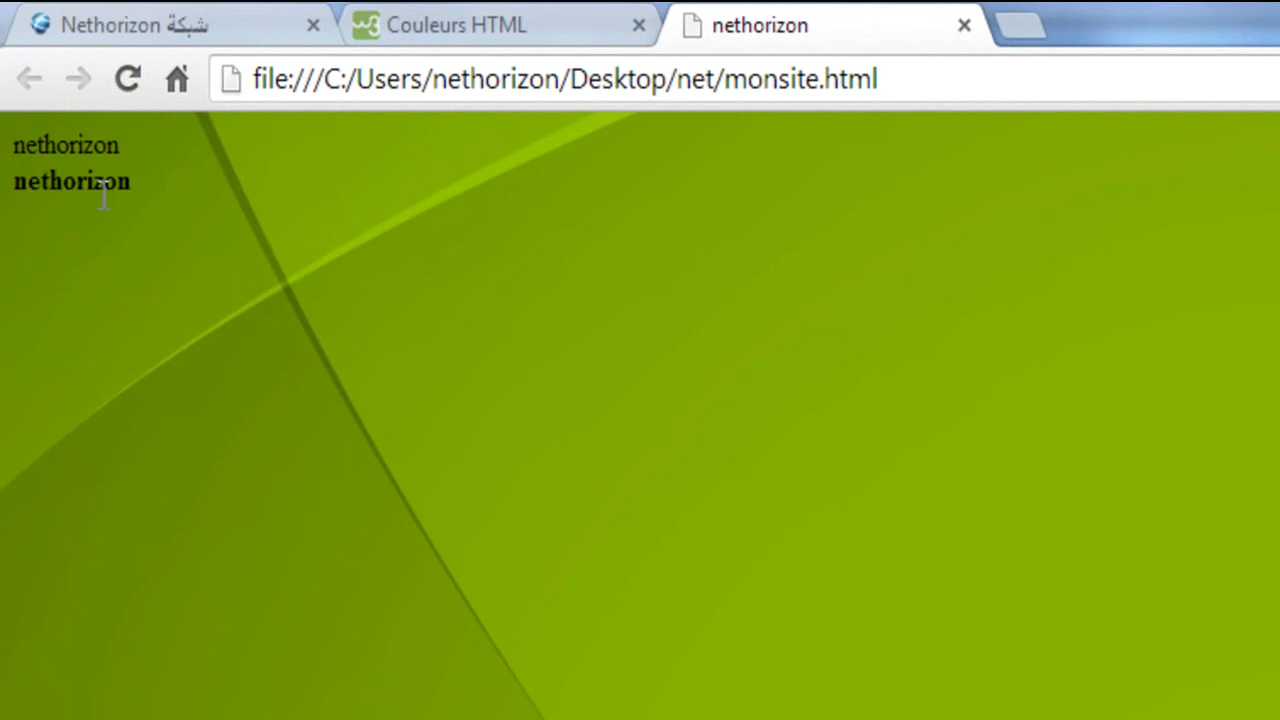 Nethorizon شبكة
Couleurs HTML
nethorizon
file:///C:/Users/nethorizon/Desktop/net/monsite.html
nethorizon
nethorizon